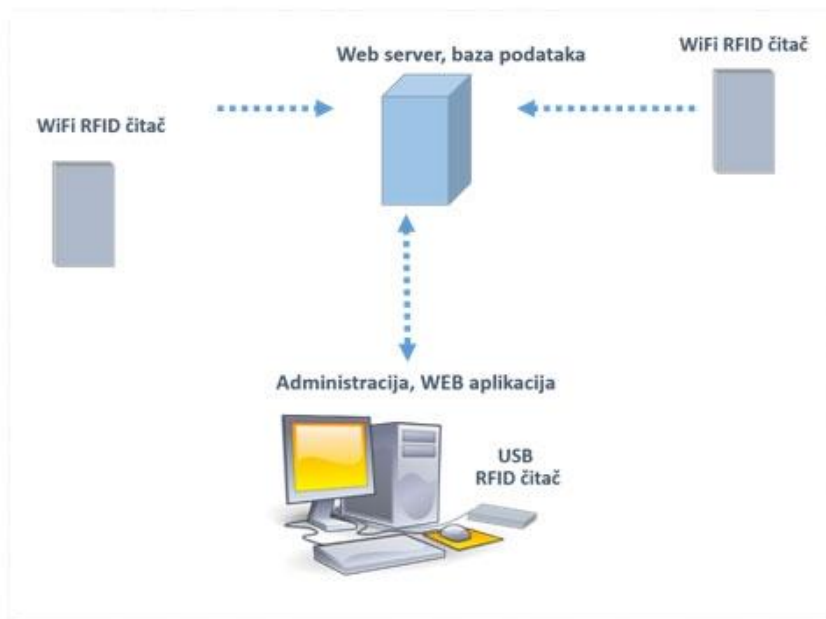 Web server, baza podataka
WiFi RFID čitač
WiFi RFID čitač
Administracija, WEB aplikacija
USB
RFID čitač